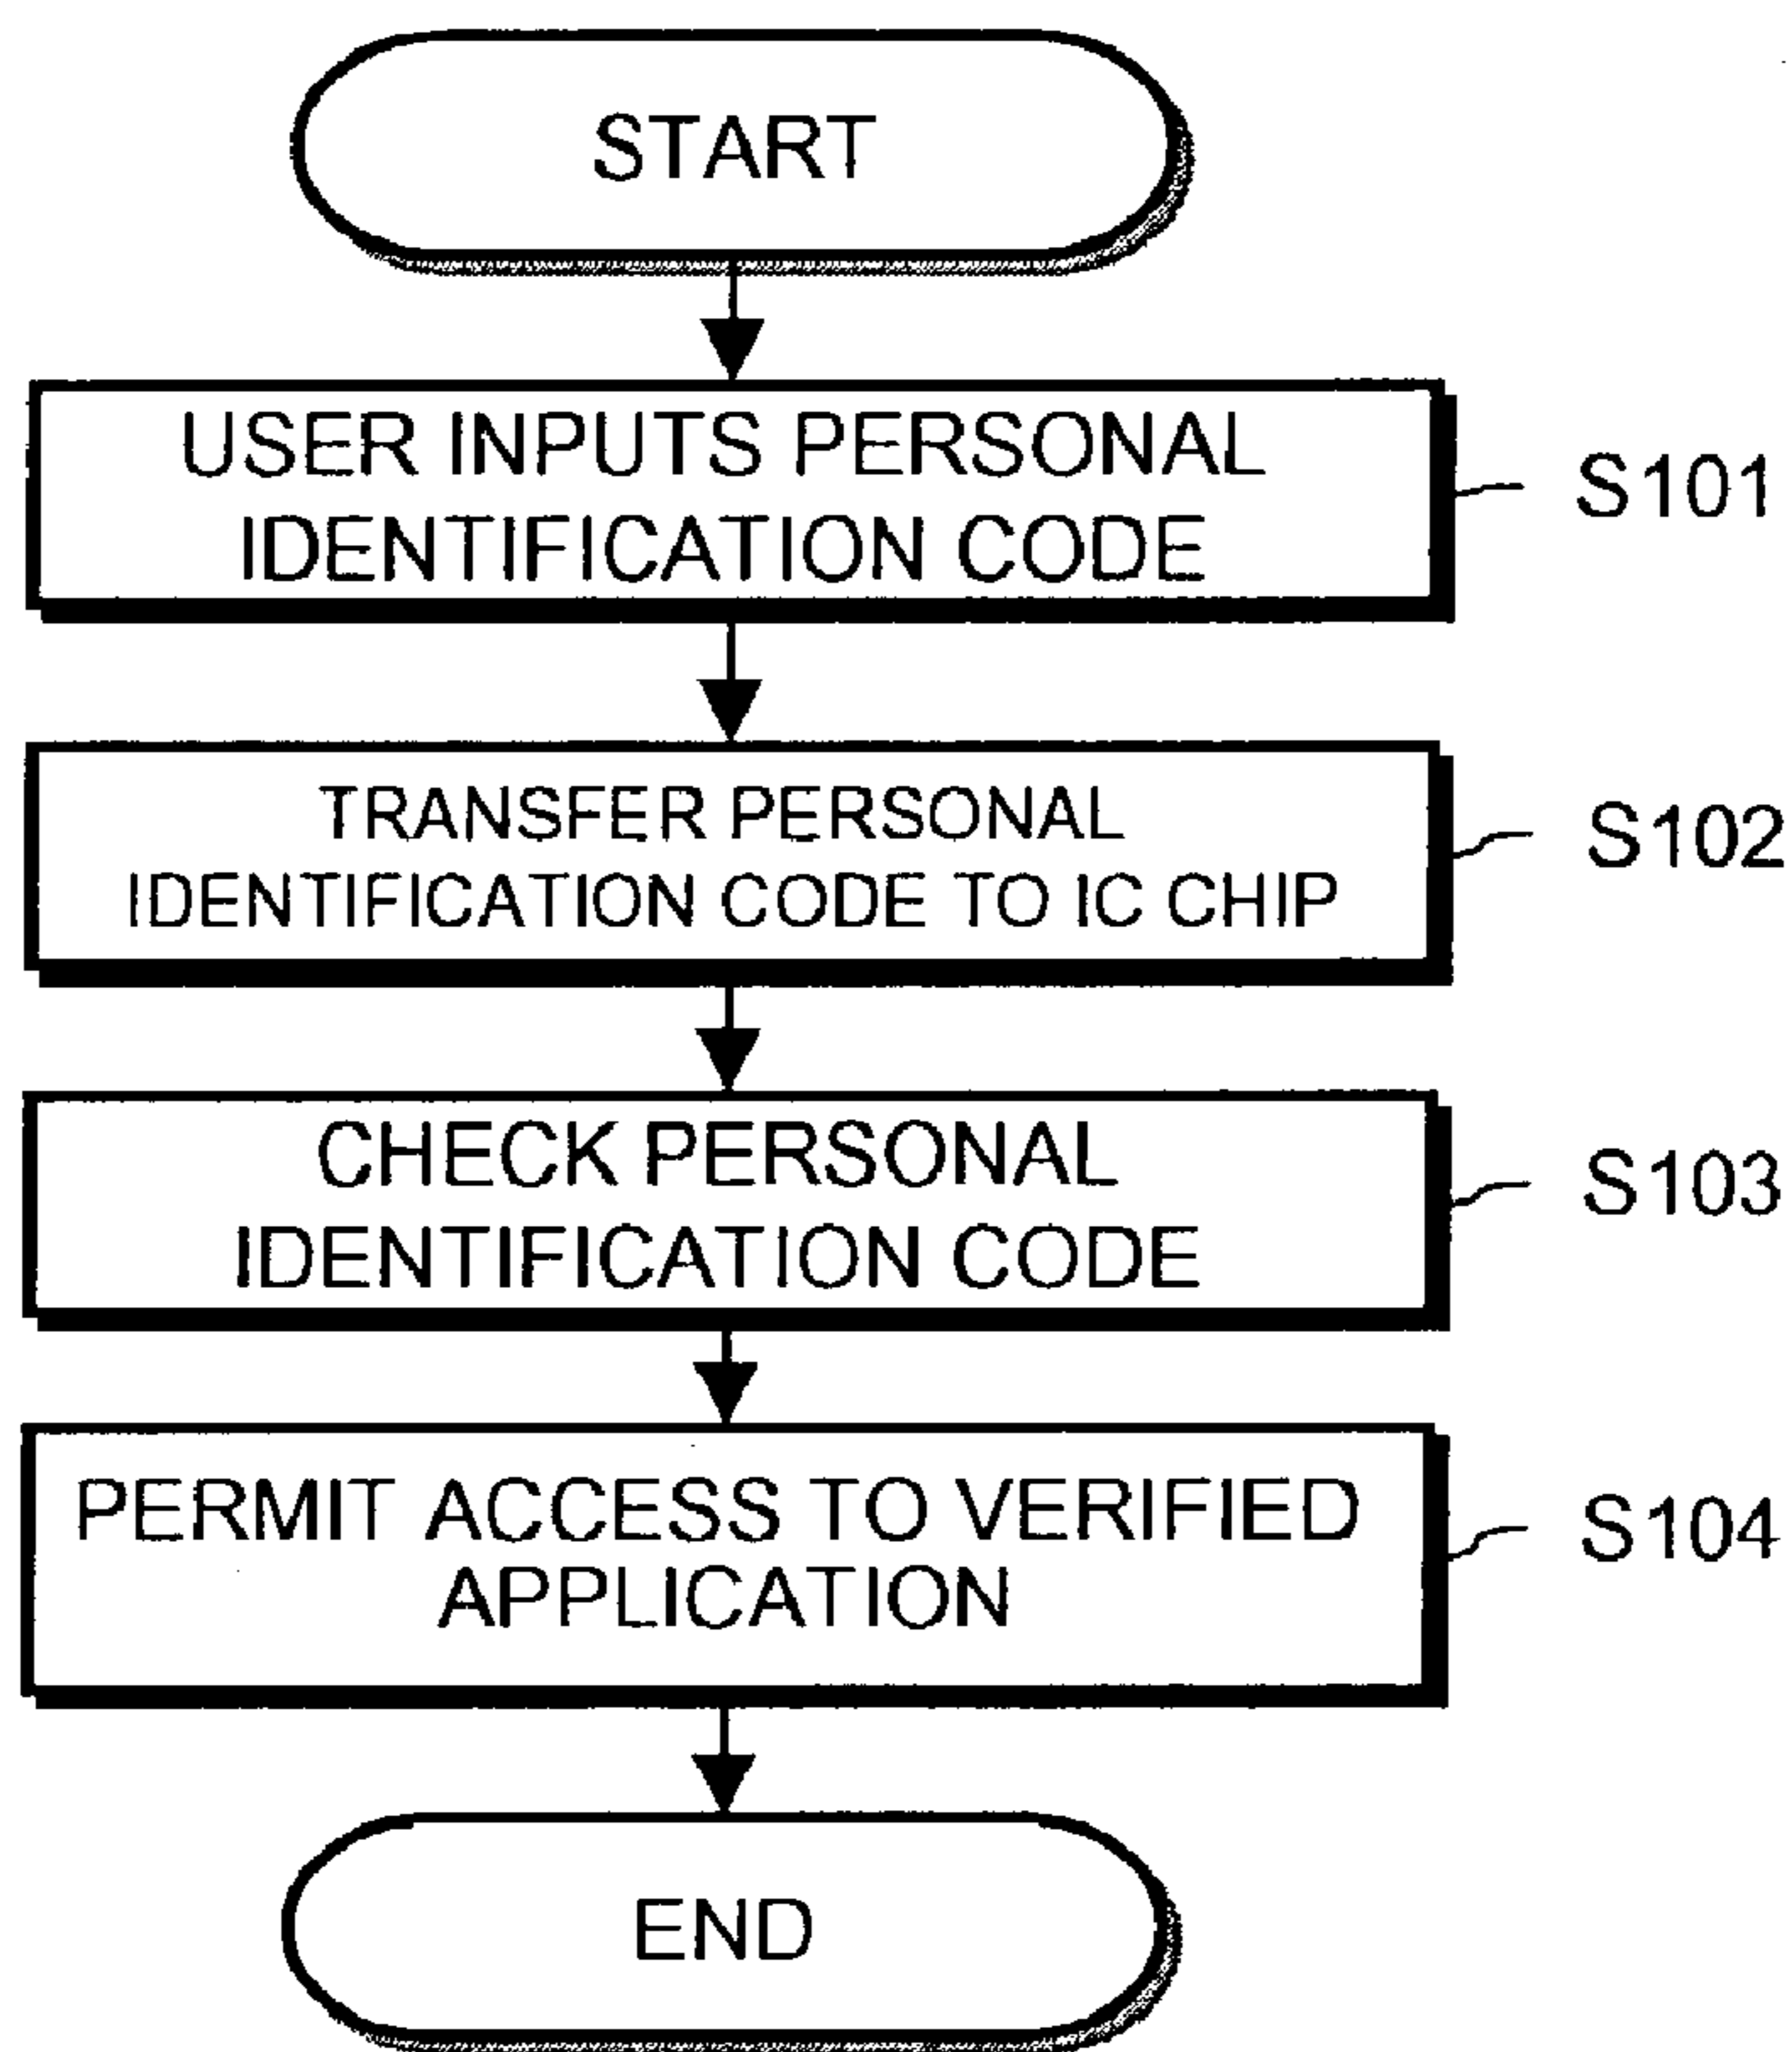 START
USER INPUTS PERSONAL
IDENTIFICATION CODE
S101
TRANSFER PERSONAL
IDENTIFICATION CODE TO IC CHIP
S102
CHECK PERSONAL
IDENTIFICATION CODE
S103
PERMIT ACCESS TO VERIFIED
APPLICATION
S104
END